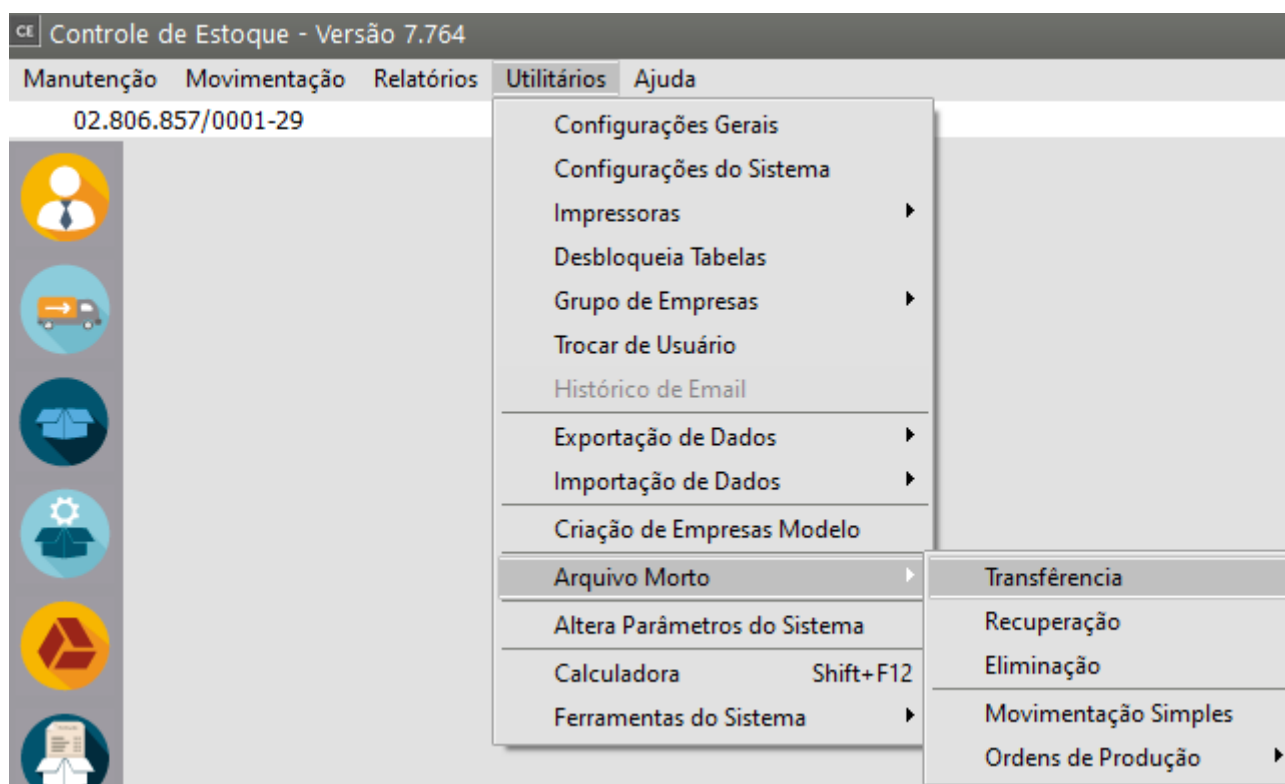 CE Controle de Estoque - Versão 7.764
Manutenção Movimentação Relatórios Utilitários Ajuda
02.806.857/0001-29
Configurações Gerais
Configurações do Sistema
Impressoras
Desbloqueia Tabelas
Grupo de Empresas
Trocar de Usuário
Histórico de Email
Exportação de Dados
Importação de Dados
Criação de Empresas Modelo
Arquivo Morto
Altera Parâmetros do Sistema
Calculadora Shift+F12
Ferramentas do Sistema
Transfêrencia
Recuperação
Eliminação
Movimentação Simples
Ordens de Produção